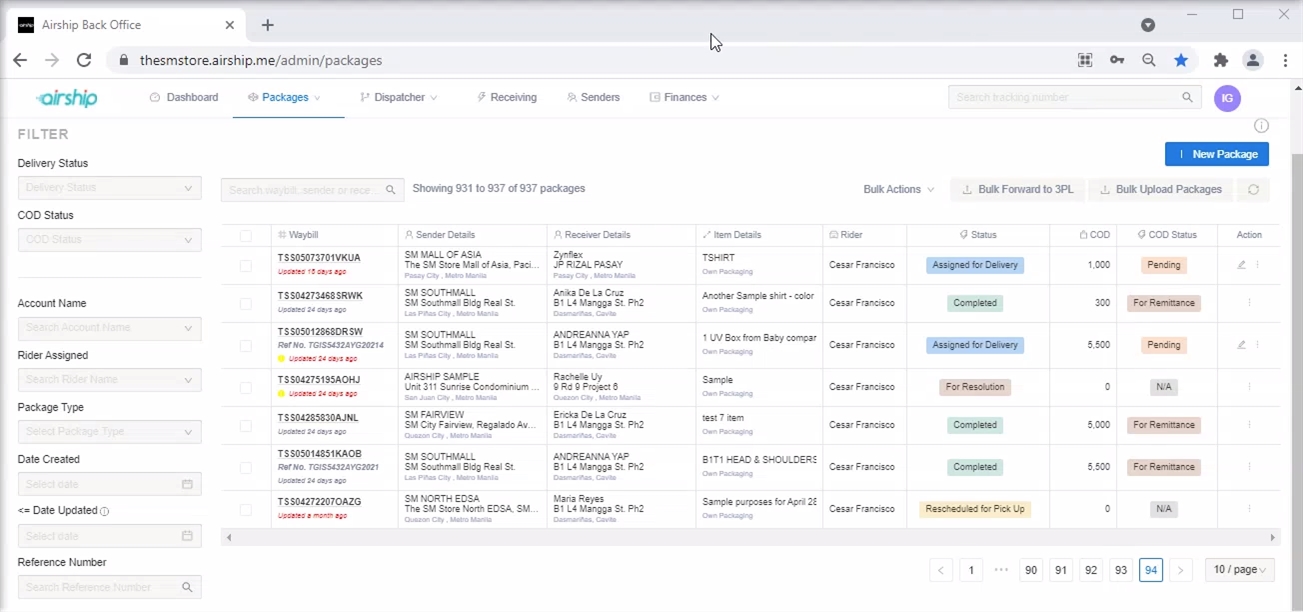 Airship Back Office
thesmstore.airship.me/admin/packages
airship
Dashboard
Packages
Dispatcher
Receiving
Senders
Finances
Search tracking number
IG
FILTER
Delivery Status
Delivery Status
COD Status
COD Status
Account Name
Search Account Name
Rider Assigned
Search Rider Name
Package Type
Select Package Type
Date Created
Select date
<= Date Updated
Select date
Reference Number
Search Reference Number
New Package
Search waybill, sender or rece...
Showing 931 to 937 of 937 packages
Bulk Actions
Bulk Forward to 3PL
Bulk Upload Packages
# Waybill Sender Details Receiver Details Item Details Rider Status COD COD Status Action
TSS05073701VKUA SM MALL OF ASIA Zynflex TSHIRT Cesar Francisco Assigned for Delivery 1,000 Pending
The SM Store Mall of Asia, Paci... JP RIZAL PASAY
Updated 15 days ago Pasay City , Metro Manila Pasay City , Metro Manila Own Packaging
TSS04273468SRWK SM SOUTHMALL Anika De La Cruz Another Sample shirt - color Cesar Francisco Completed 300 For Remittance
SM Southmall Bldg Real St. B1 L4 Mangga St. Ph2
Updated 24 days ago Las Piñas City , Metro Manila Dasmariñas, Cavite Own Packaging
TSS05012868DRSW SM SOUTHMALL ANDREANNA YAP 1 UV Box from Baby compar Cesar Francisco Assigned for Delivery 5,500 Pending
Ref No. TGIS5432AYG20214 SM Southmall Bldg Real St. B1 L4 Mangga St. Ph2
Updated 24 days ago Las Piñas City , Metro Manila Dasmariñas, Cavite Own Packaging
TSS04275195AOHJ AIRSHIP SAMPLE Rachelle Uy Sample Cesar Francisco For Resolution 0 N/A
Unit 311 Sunrise Condominium ... 9 Rd 9 Project 6
Updated 24 days ago San Juan City , Metro Manila Quezon City , Metro Manila Own Packaging
TSS04285830AJNL SM FAIRVIEW Ericka De La Cruz test 7 item Cesar Francisco Completed 5,000 For Remittance
SM City Fairview, Regalado Av... B1 L4 Mangga St. Ph2
Updated 24 days ago Quezon City , Metro Manila Dasmariñas, Cavite Own Packaging
TSS05014851KAOB SM SOUTHMALL ANDREANNA YAP B1T1 HEAD & SHOULDERS Cesar Francisco Completed 5,500 For Remittance
Ref No. TGIS5432AYG2021 SM Southmall Bldg Real St. B1 L4 Mangga St. Ph2
Updated 24 days ago Las Piñas City , Metro Manila Dasmariñas, Cavite Own Packaging
TSS04272207OAZG SM NORTH EDSA Maria Reyes Sample purposes for April 28 Cesar Francisco Rescheduled for Pick Up 0 N/A
The SM Store North EDSA, SM... B1 L4 Mangga St. Ph2
Updated a month ago Quezon City , Metro Manila Dasmariñas, Cavite Own Packaging
< 1 ••• 90 91 92 93 94 > 10 / page